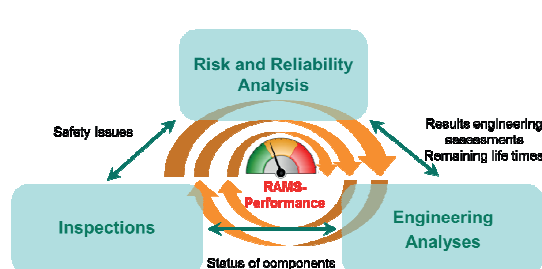 Risk and Reliability
Analysis
Safety Issues
Results engineering
assessments
Remaining life times
RAMS-
Performance
Inspections
Engineering
Analyses
Status of components